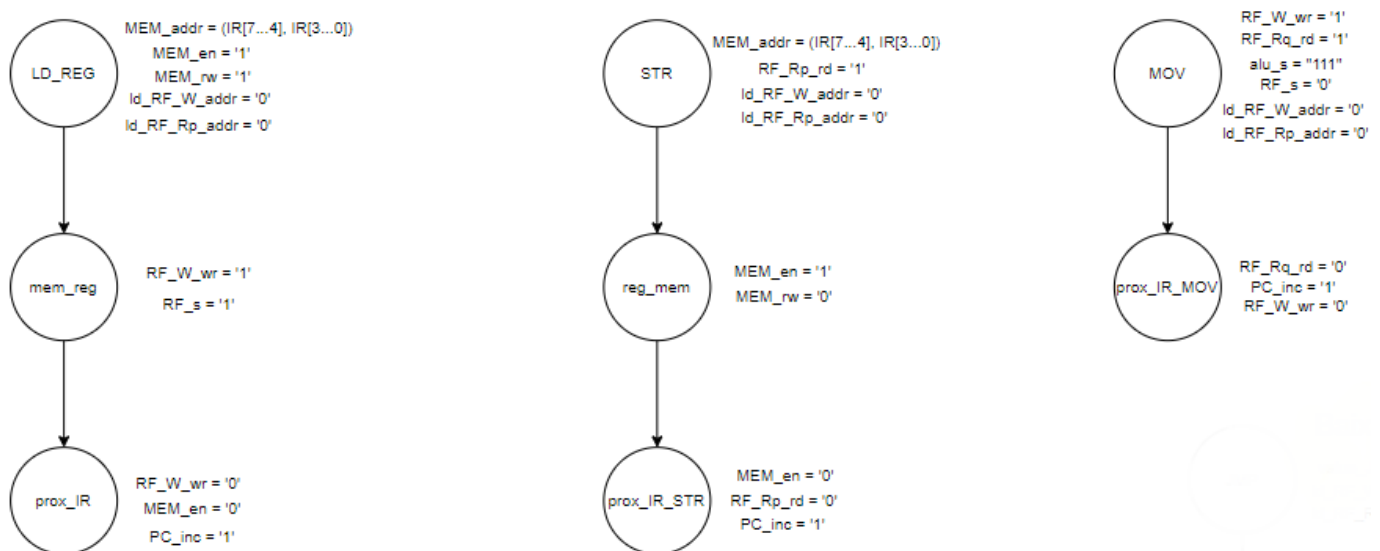 LD_REG
MEM_addr = (IR[7...4], IR[3...0])
MEM_en = '1'
MEM_rw = '1'
ld_RF_W_addr = '0'
ld_RF_Rp_addr = '0'
mem_reg
RF_W_wr = '1'
RF_s = '1'
prox_IR
RF_W_wr = '0'
MEM_en = '0'
PC_inc = '1'
STR
MEM_addr = (IR[7...4], IR[3...0])
RF_Rp_rd = '1'
ld_RF_W_addr = '0'
ld_RF_Rp_addr = '0'
reg_mem
MEM_en = '1'
MEM_rw = '0'
prox_IR_STR
MEM_en = '0'
RF_Rp_rd = '0'
PC_inc = '1'
MOV
RF_W_wr = '1'
RF_Rq_rd = '1'
alu_s = "111"
RF_s = '0'
ld_RF_W_addr = '0'
ld_RF_Rp_addr = '0'
prox_IR_MOV
RF_Rq_rd = '0'
PC_inc = '1'
RF_W_wr = '0'